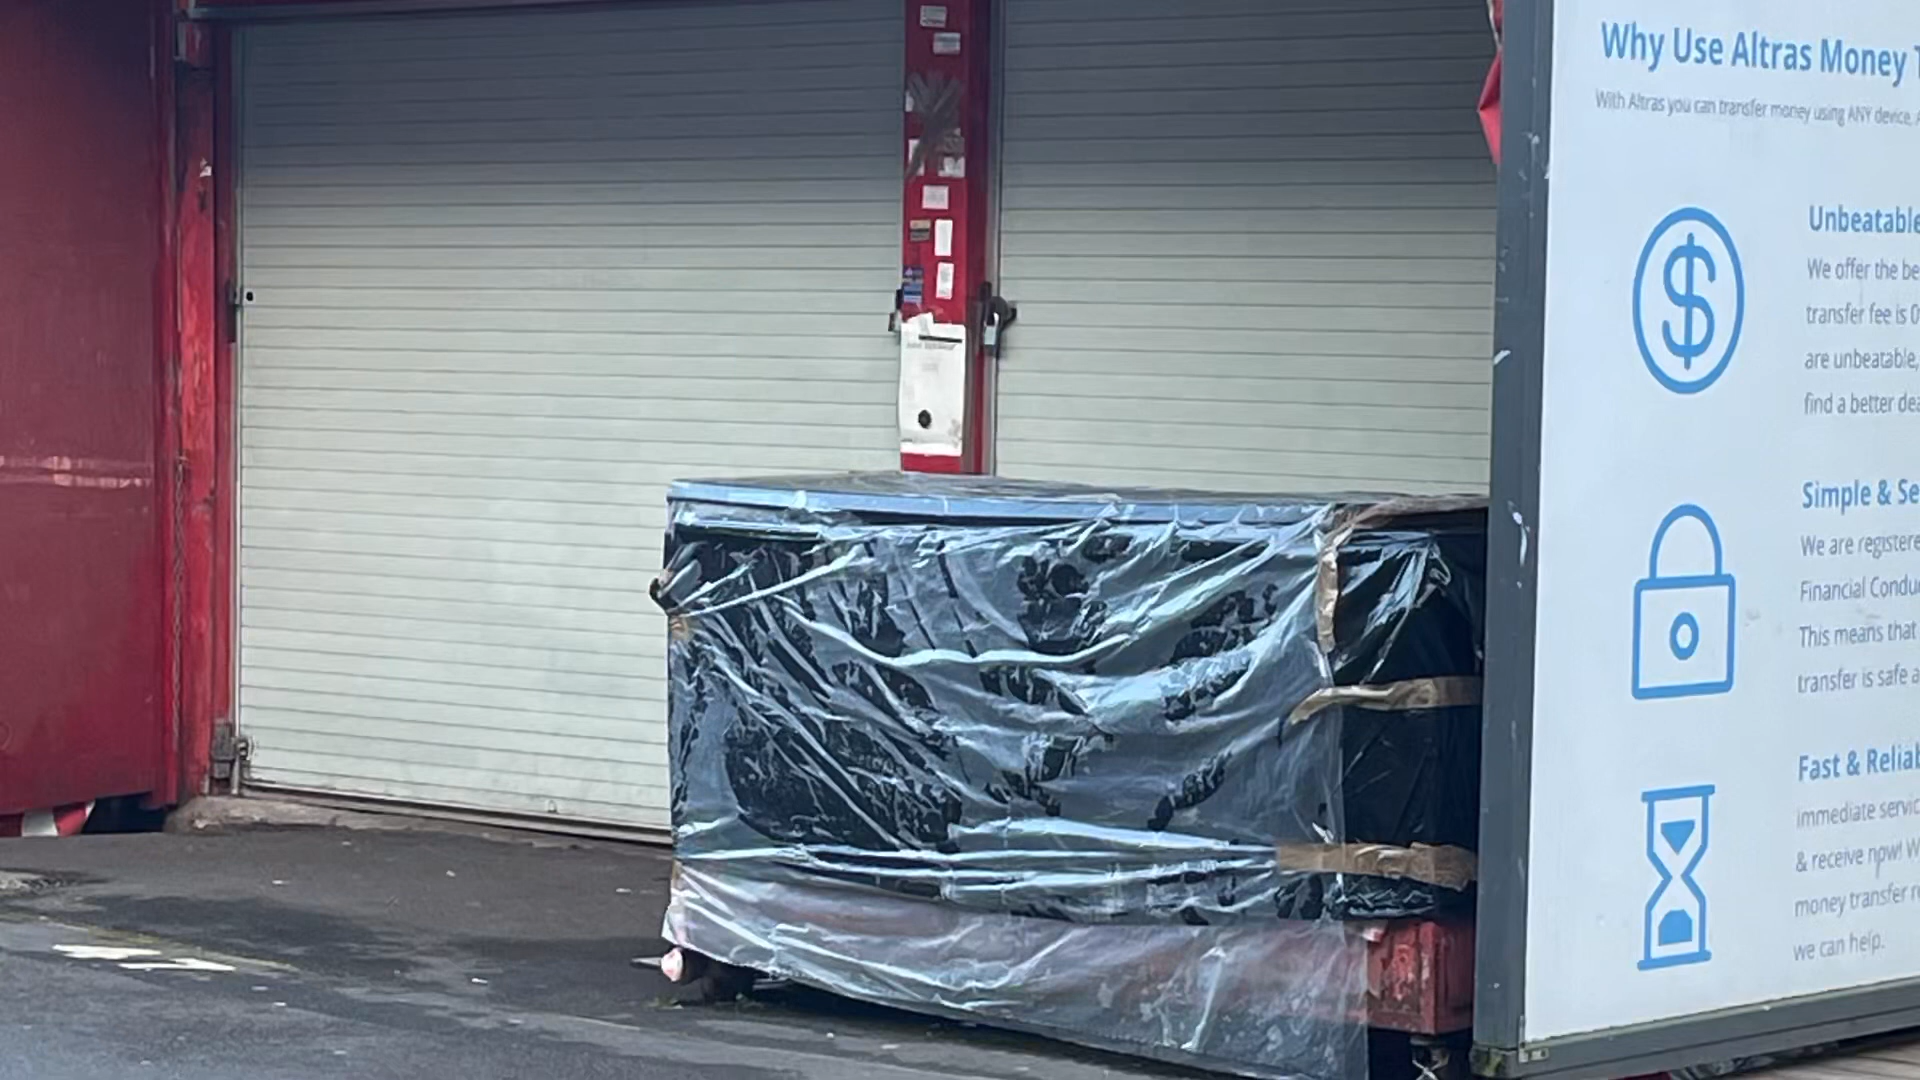 Why Use Altras Money
With Altras you can transfer money using ANY device,
Unbeatable
We offer the be
transfer fee is 0
are unbeatable,
find a better dea
Simple & Se
We are registere
Financial Condu
This means that
transfer is safe a
Fast & Reliab
immediate servic
& receive now! W
money transfer r
we can help.